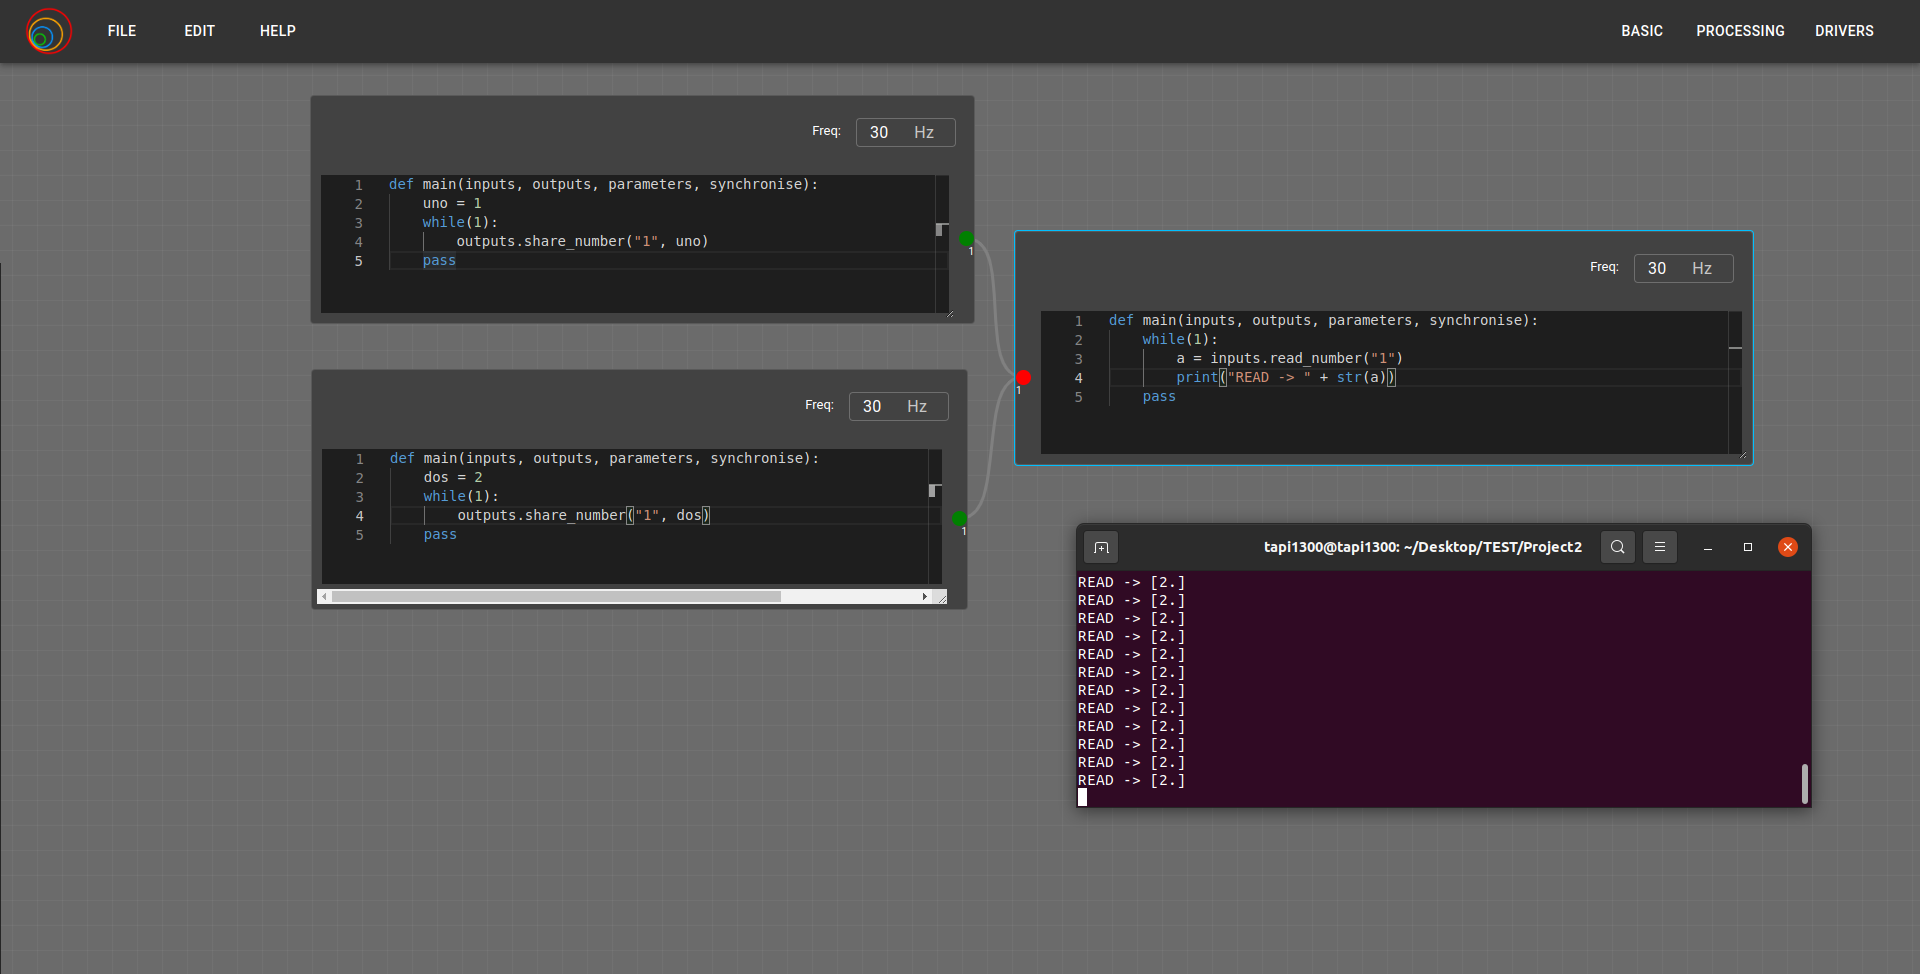 FILE EDIT HELP BASIC PROCESSING DRIVERS
Freq: 30 Hz
1 def main(inputs, outputs, parameters, synchronise):
2 uno = 1
3 while(1):
4 outputs.share_number("1", uno)
5 pass
1
Freq: 30 Hz
1 def main(inputs, outputs, parameters, synchronise):
2 dos = 2
3 while(1):
4 outputs.share_number("1", dos)
5 pass
1
Freq: 30 Hz
1 def main(inputs, outputs, parameters, synchronise):
2 while(1):
3 a = inputs.read_number("1")
4 print("READ -> " + str(a))
5 pass
1
tapi1300@tapi1300: ~/Desktop/TEST/Project2
READ -> [2.]
READ -> [2.]
READ -> [2.]
READ -> [2.]
READ -> [2.]
READ -> [2.]
READ -> [2.]
READ -> [2.]
READ -> [2.]
READ -> [2.]
READ -> [2.]
READ -> [2.]